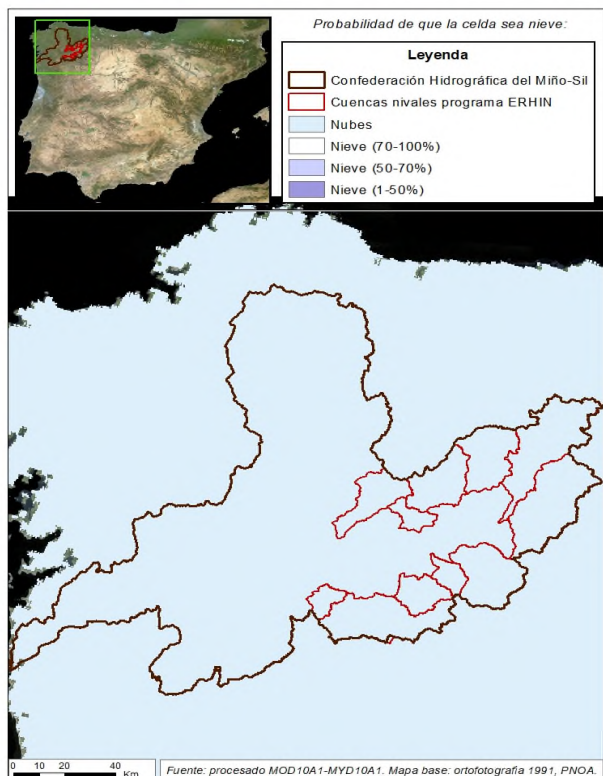 Probabilidad de que la celda sea nieve:
Leyenda
Confederación Hidrográfica del Miño-Sil
Cuencas nivales programa ERHIN
Nubes
Nieve (70-100%)
Nieve (50-70%)
Nieve (1-50%)
0 10 20 40
Km
Fuente: procesado MOD10A1-MYD10A1. Mapa base: ortofotografía 1991, PNOA.